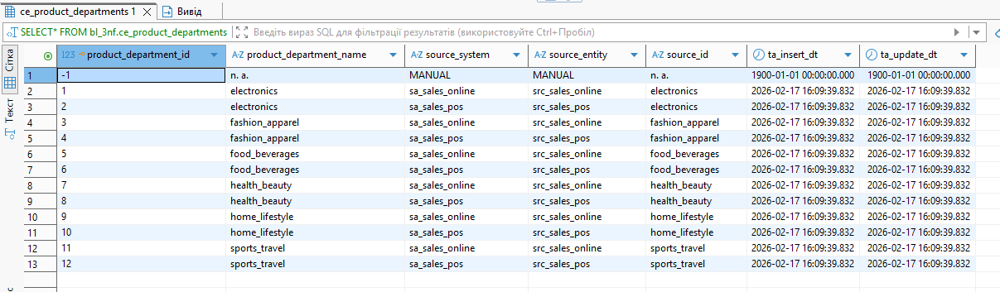 ce_product_departments 1 Вивід
SELECT* FROM bl_3nf.ce_product_departments Введіть вираз SQL для фільтрації результатів (використовуйте Ctrl+Пробіл)
Сітка
Текст
123 product_department_id A-Z product_department_name A-Z source_system A-Z source_entity A-Z source_id ta_insert_dt ta_update_dt
1 -1 n. a. MANUAL MANUAL n. a. 1900-01-01 00:00:00.000 1900-01-01 00:00:00.000
2 1 electronics sa_sales_online src_sales_online electronics 2026-02-17 16:09:39.832 2026-02-17 16:09:39.832
3 2 electronics sa_sales_pos src_sales_pos electronics 2026-02-17 16:09:39.832 2026-02-17 16:09:39.832
4 3 fashion_apparel sa_sales_online src_sales_online fashion_apparel 2026-02-17 16:09:39.832 2026-02-17 16:09:39.832
5 4 fashion_apparel sa_sales_pos src_sales_pos fashion_apparel 2026-02-17 16:09:39.832 2026-02-17 16:09:39.832
6 5 food_beverages sa_sales_online src_sales_online food_beverages 2026-02-17 16:09:39.832 2026-02-17 16:09:39.832
7 6 food_beverages sa_sales_pos src_sales_pos food_beverages 2026-02-17 16:09:39.832 2026-02-17 16:09:39.832
8 7 health_beauty sa_sales_online src_sales_online health_beauty 2026-02-17 16:09:39.832 2026-02-17 16:09:39.832
9 8 health_beauty sa_sales_pos src_sales_pos health_beauty 2026-02-17 16:09:39.832 2026-02-17 16:09:39.832
10 9 home_lifestyle sa_sales_online src_sales_online home_lifestyle 2026-02-17 16:09:39.832 2026-02-17 16:09:39.832
11 10 home_lifestyle sa_sales_pos src_sales_pos home_lifestyle 2026-02-17 16:09:39.832 2026-02-17 16:09:39.832
12 11 sports_travel sa_sales_online src_sales_online sports_travel 2026-02-17 16:09:39.832 2026-02-17 16:09:39.832
13 12 sports_travel sa_sales_pos src_sales_pos sports_travel 2026-02-17 16:09:39.832 2026-02-17 16:09:39.832